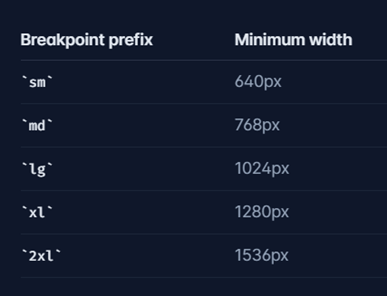 Breakpoint prefix Minimum width
`sm` 640px
`md` 768px
`lg` 1024px
`xl` 1280px
`2xl` 1536px